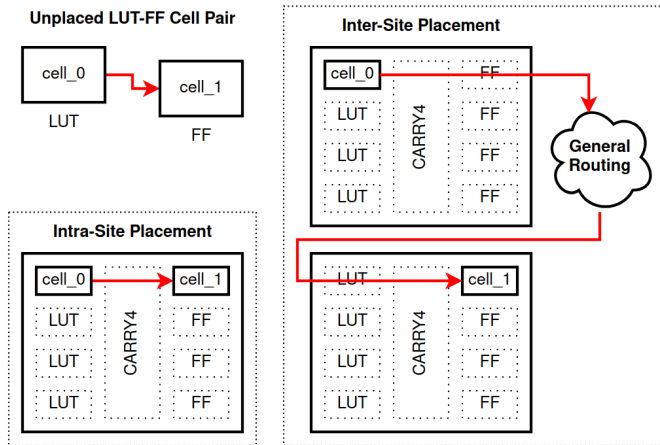 Unplaced LUT-FF Cell Pair
cell_0
cell_1
LUT
FF
Inter-Site Placement
cell_0
FF
LUT
FF
LUT
FF
LUT
FF
CARRY4
General
Routing
LUT
cell_1
LUT
FF
LUT
FF
LUT
FF
CARRY4
Intra-Site Placement
cell_0
cell_1
LUT
FF
LUT
FF
LUT
FF
CARRY4